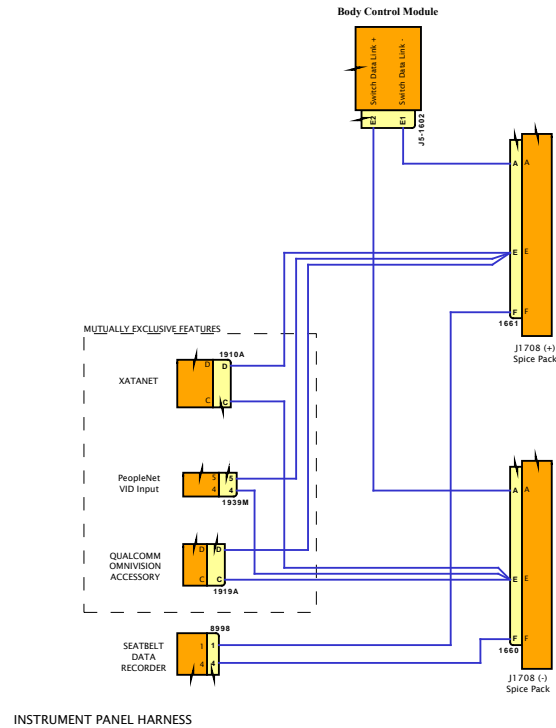 Body Control Module
Switch Data Link +
Switch Data Link -
E2
E1
J5-1602
A A
E E
F F
1661
J1708 (+)
Spice Pack
MUTUALLY EXCLUSIVE FEATURES
1910A
XATANET
D D
C C
PeopleNet
VID Input
5 5
4 4
1939M
QUALCOMM
OMNIVISION
ACCESSORY
D D
C C
1919A
A A
E E
F F
1660
J1708 (-)
Spice Pack
8998
SEATBELT
DATA
RECORDER
1 1
4 4
INSTRUMENT PANEL HARNESS